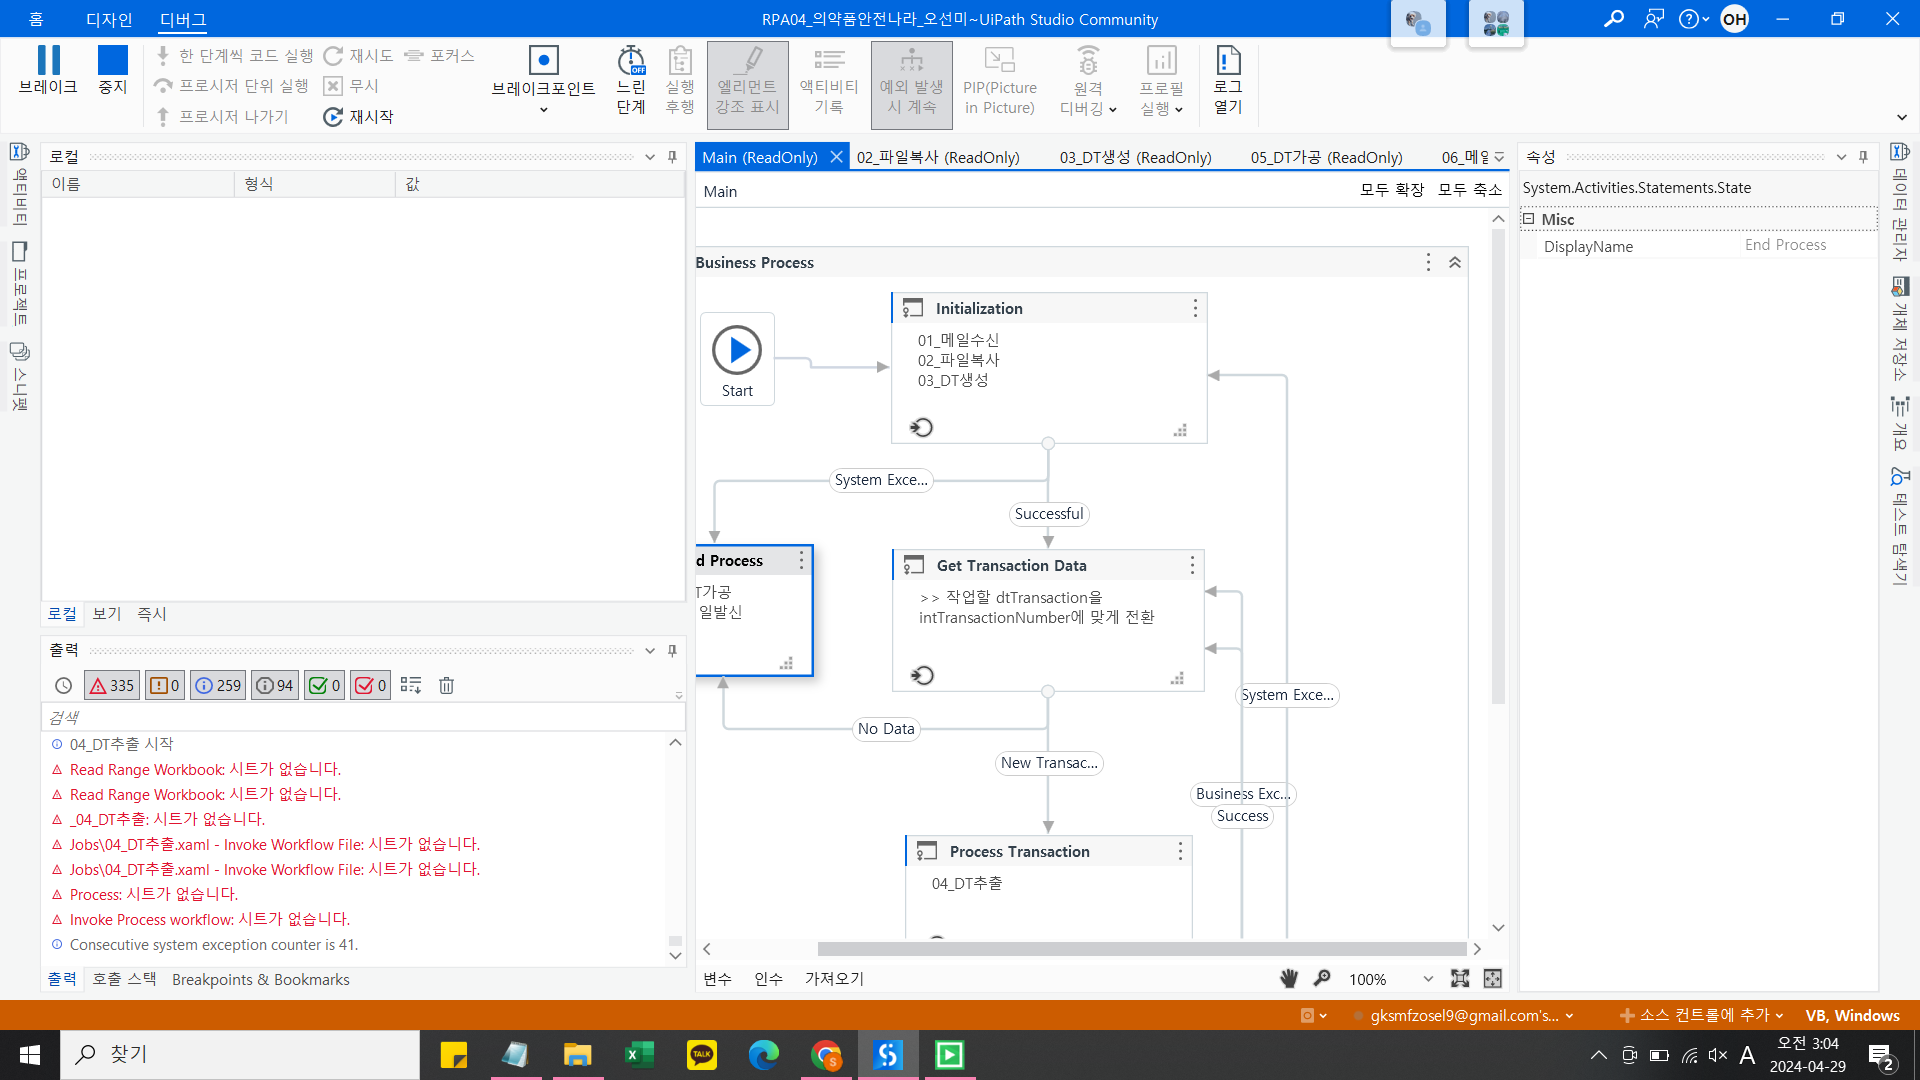 홈 디자인 디버그 RPA04_의약품안전나라_오선미~UiPath Studio Community OH
브레이크
중지
한 단계씩 코드 실행
프로시저 단위 실행
프로시저 나가기
재시도
무시
재시작
포커스
브레이크포인트
느린
단계
실행
후행
엘리먼트
강조 표시
액티비티
기록
예외 발생
시 계속
PIP(Picture
in Picture)
원격
디버깅
프로필
실행
로그
열기
액티비티
프로젝트
스니펫
로컬
이름 형식 값
로컬 보기 즉시
출력
335 0 259 94 0 0
검색
04_DT추출 시작
Read Range Workbook: 시트가 없습니다.
Read Range Workbook: 시트가 없습니다.
_04_DT추출: 시트가 없습니다.
Jobs\04_DT추출.xaml - Invoke Workflow File: 시트가 없습니다.
Jobs\04_DT추출.xaml - Invoke Workflow File: 시트가 없습니다.
Process: 시트가 없습니다.
Invoke Process workflow: 시트가 없습니다.
Consecutive system exception counter is 41.
출력 호출 스택 Breakpoints & Bookmarks
Main (ReadOnly) 02_파일복사 (ReadOnly) 03_DT생성 (ReadOnly) 05_DT가공 (ReadOnly) 06_메일
Main 모두 확장 모두 축소
Business Process
Start
Initialization
01_메일수신
02_파일복사
03_DT생성
System Exce...
Successful
d Process
T가공
일발신
Get Transaction Data
>> 작업할 dtTransaction을
intTransactionNumber에 맞게 전환
System Exce...
No Data
New Transac...
Business Exc...
Success
Process Transaction
04_DT추출
변수 인수 가져오기 100%
속성
System.Activities.Statements.State
Misc
DisplayName End Process
데이터 관리자
개체 저장소
개요
테스트 탐색기
gksmfzosel9@gmail.com's... 소스 컨트롤에 추가 VB, Windows
찾기
TALK
S
A
오전 3:04
2024-04-29
2